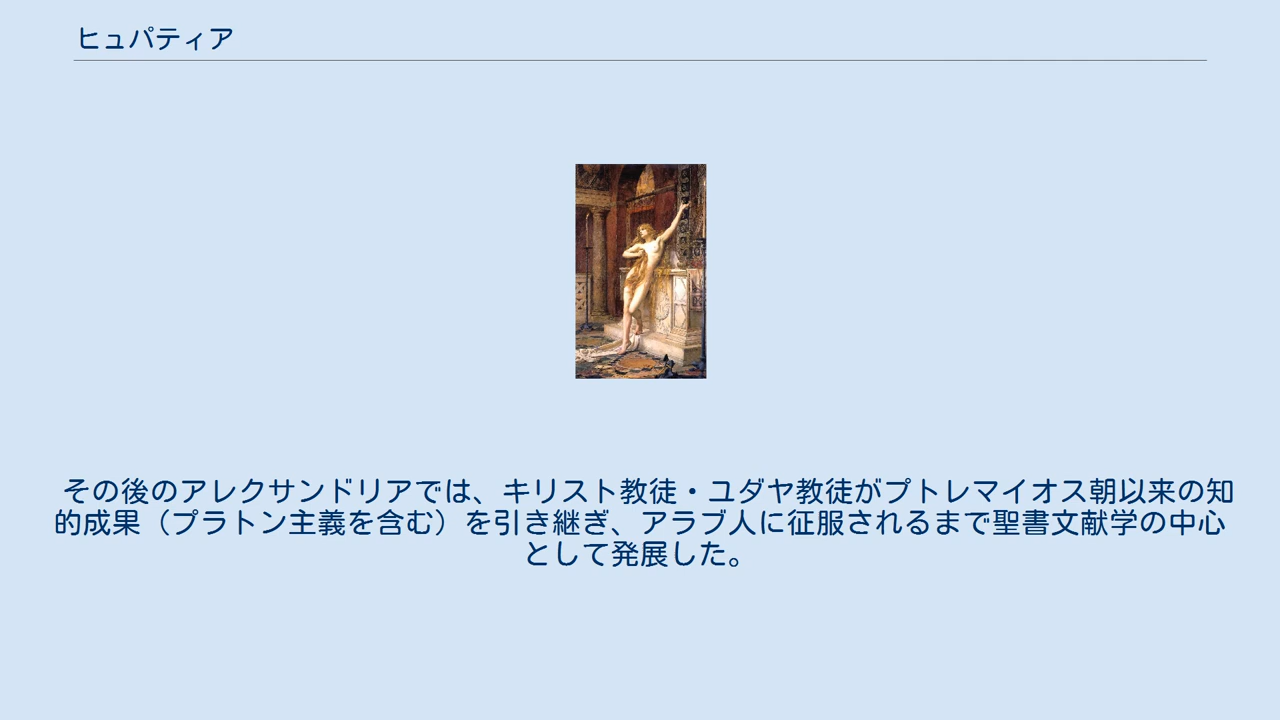 ヒュパティア
その後のアレクサンドリアでは、キリスト教徒・ユダヤ教徒がプトレマイオス朝以来の知
的成果（プラトン主義を含む）を引き継ぎ、アラブ人に征服されるまで聖書文献学の中心
として発展した。